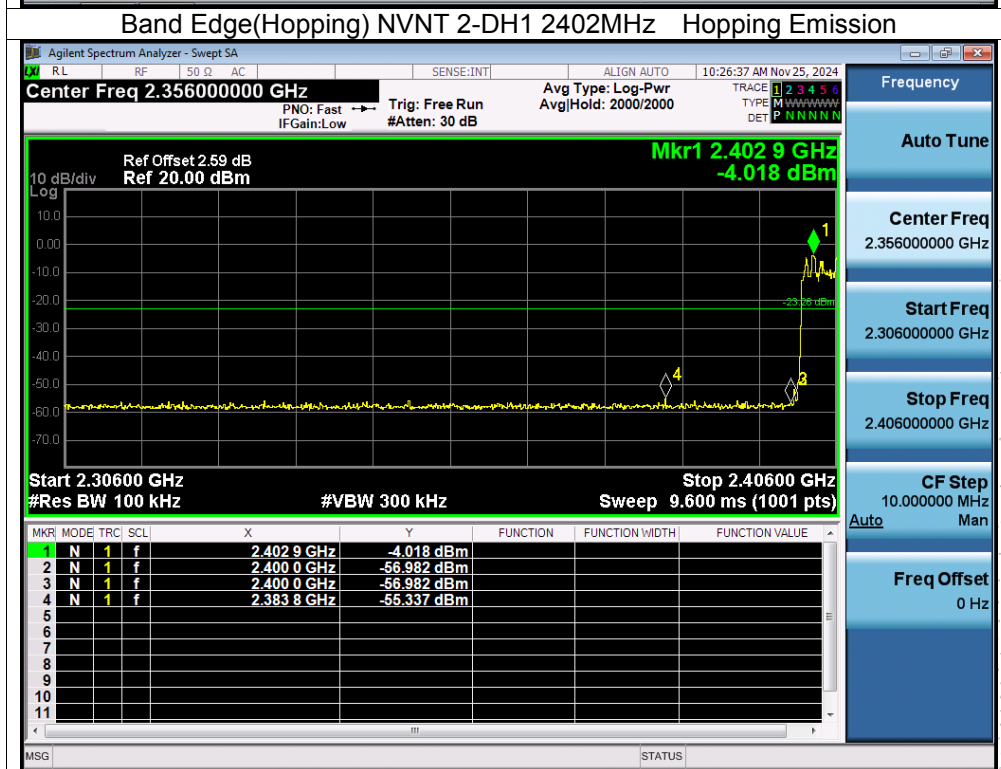 Band Edge(Hopping) NVNT 2-DH1 2402MHz Hopping Emission
Agilent Spectrum Analyzer - Swept SA
LXI RL RF 50 Ω AC SENSE:INT ALIGN AUTO 10:26:37 AM Nov 25, 2024
Center Freq 2.356000000 GHz
PNO: Fast
IFGain:Low
Trig: Free Run
#Atten: 30 dB
Avg Type: Log-Pwr
Avg|Hold: 2000/2000
TRACE 1 2 3 4 5 6
TYPE M WWWWW
DET P N N N N N
Mkr1 2.402 9 GHz
-4.018 dBm
Ref Offset 2.59 dB
10 dB/div Ref 20.00 dBm
Log
10.0
0.00
-10.0
-20.0
-30.0
-40.0
-50.0
-60.0
-70.0
1
-23.26 dBm
4
Start 2.30600 GHz Stop 2.40600 GHz
#Res BW 100 kHz #VBW 300 kHz Sweep 9.600 ms (1001 pts)
MKR MODE TRC SCL X Y FUNCTION FUNCTION WIDTH FUNCTION VALUE
1 N 1 f 2.402 9 GHz -4.018 dBm
2 N 1 f 2.400 0 GHz -56.982 dBm
3 N 1 f 2.400 0 GHz -56.982 dBm
4 N 1 f 2.383 8 GHz -55.337 dBm
5
6
7
8
9
10
11
MSG STATUS
Frequency
Auto Tune
Center Freq
2.356000000 GHz
Start Freq
2.306000000 GHz
Stop Freq
2.406000000 GHz
CF Step
10.000000 MHz
Auto Man
Freq Offset
0 Hz